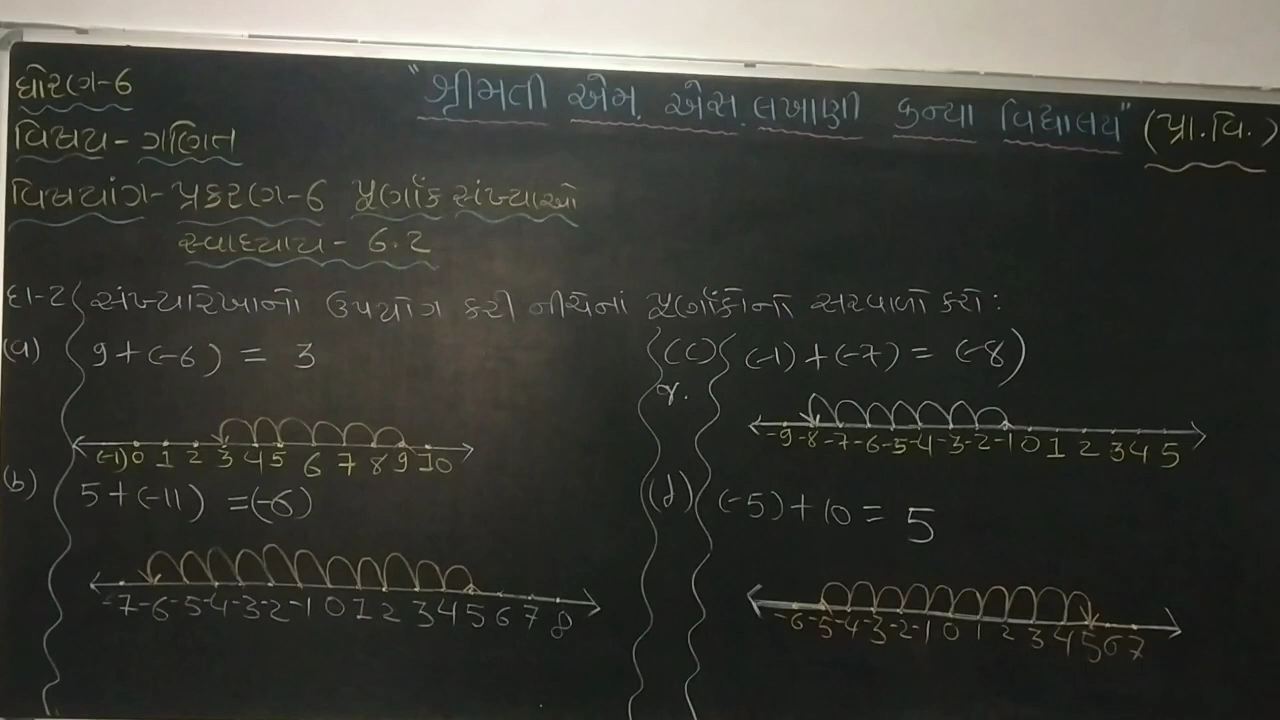 ધોરણ-6
"શ્રીમતી એમ. એસ. લખાણી કન્યા વિદ્યાલય" (પ્રા.વિ.)
વિષય - ગણિત
વિષયાંગ- પ્રકરણ-6 પૂર્ણાંક સંખ્યાઓ
સ્વાધ્યાય - 6.2
દા-2 સંખ્યારેખાનો ઉપયોગ કરી નીચેનાં પૂર્ણાંકોનો સરવાળો કરો:
(a) 9+(-6) = 3
(-1) 0 1 2 3 4 5 6 7 8 9 10
(b) 5+(-11) =(-6)
-7 -6 -5 -4 -3 -2 -1 0 1 2 3 4 5 6 7 8
(c) (-1)+(-7) = (-8)
જ.
-9 -8 -7 -6 -5 -4 -3 -2 -1 0 1 2 3 4 5
(d) (-5)+10 = 5
-6 -5 -4 -3 -2 -1 0 1 2 3 4 5 6 7